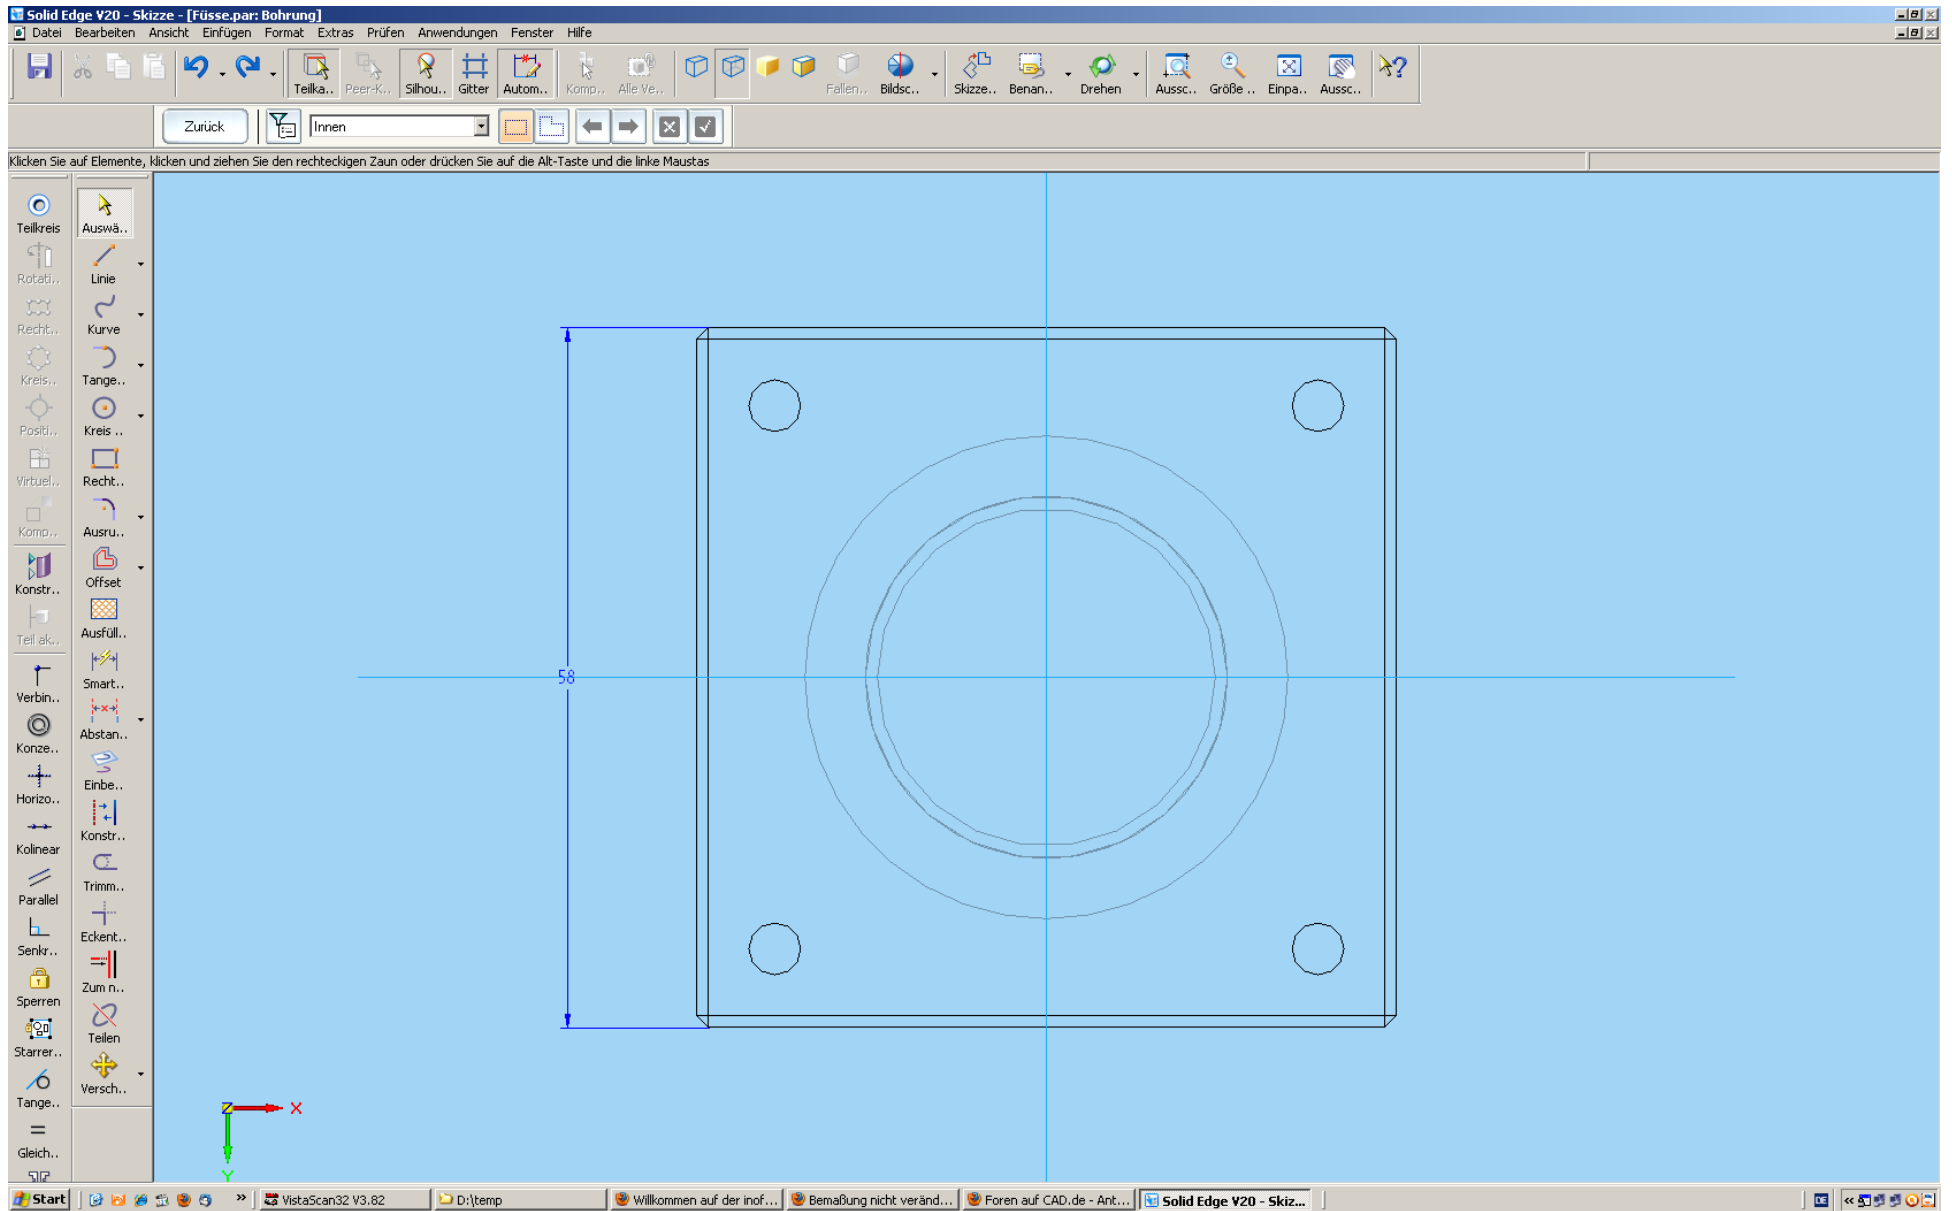 Solid Edge V20 - Skizze - [Füsse.par: Bohrung]
Datei Bearbeiten Ansicht Einfügen Format Extras Prüfen Anwendungen Fenster Hilfe
Teilka.. Peer-K.. Silhou.. Gitter Autom.. Komp.. Alle Ve.. Fallen.. Bildsc.. Skizze.. Benan.. Drehen Aussc.. Größe .. Einpa.. Aussc..
Zurück Innen
Klicken Sie auf Elemente, klicken und ziehen Sie den rechteckigen Zaun oder drücken Sie auf die Alt-Taste und die linke Maustas
Teilkreis Auswä..
Rotati.. Linie
Recht.. Kurve
Kreis.. Tange..
Positi.. Kreis ..
Virtuel.. Recht..
Komp.. Ausru..
Konstr.. Offset
Teil ak.. Ausfüll..
Smart..
Verbin.. Abstan..
Konze.. Einbe..
Horizo.. Konstr..
Kolinear Trimm..
Parallel Eckent..
Senkr.. Zum n..
Sperren Teilen
Starrer.. Versch..
Tange..
Gleich..
58
Z X
Y
Start » VistaScan32 V3.82 D:\temp Willkommen auf der inof... Bemaßung nicht veränd... Foren auf CAD.de - Ant... Solid Edge V20 - Skiz... DE «